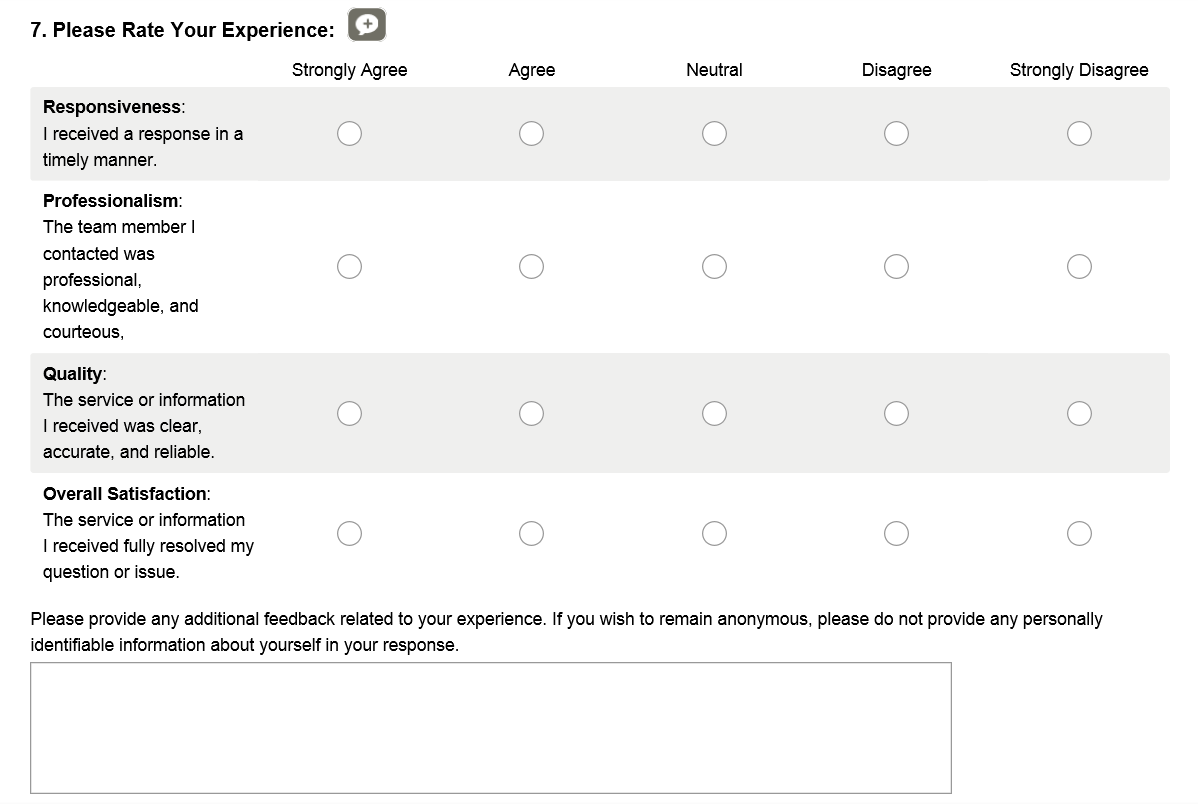 7. Please Rate Your Experience:
Strongly Agree Agree Neutral Disagree Strongly Disagree
Responsiveness:
I received a response in a
timely manner.
Professionalism:
The team member I
contacted was
professional,
knowledgeable, and
courteous,
Quality:
The service or information
I received was clear,
accurate, and reliable.
Overall Satisfaction:
The service or information
I received fully resolved my
question or issue.
Please provide any additional feedback related to your experience. If you wish to remain anonymous, please do not provide any personally
identifiable information about yourself in your response.